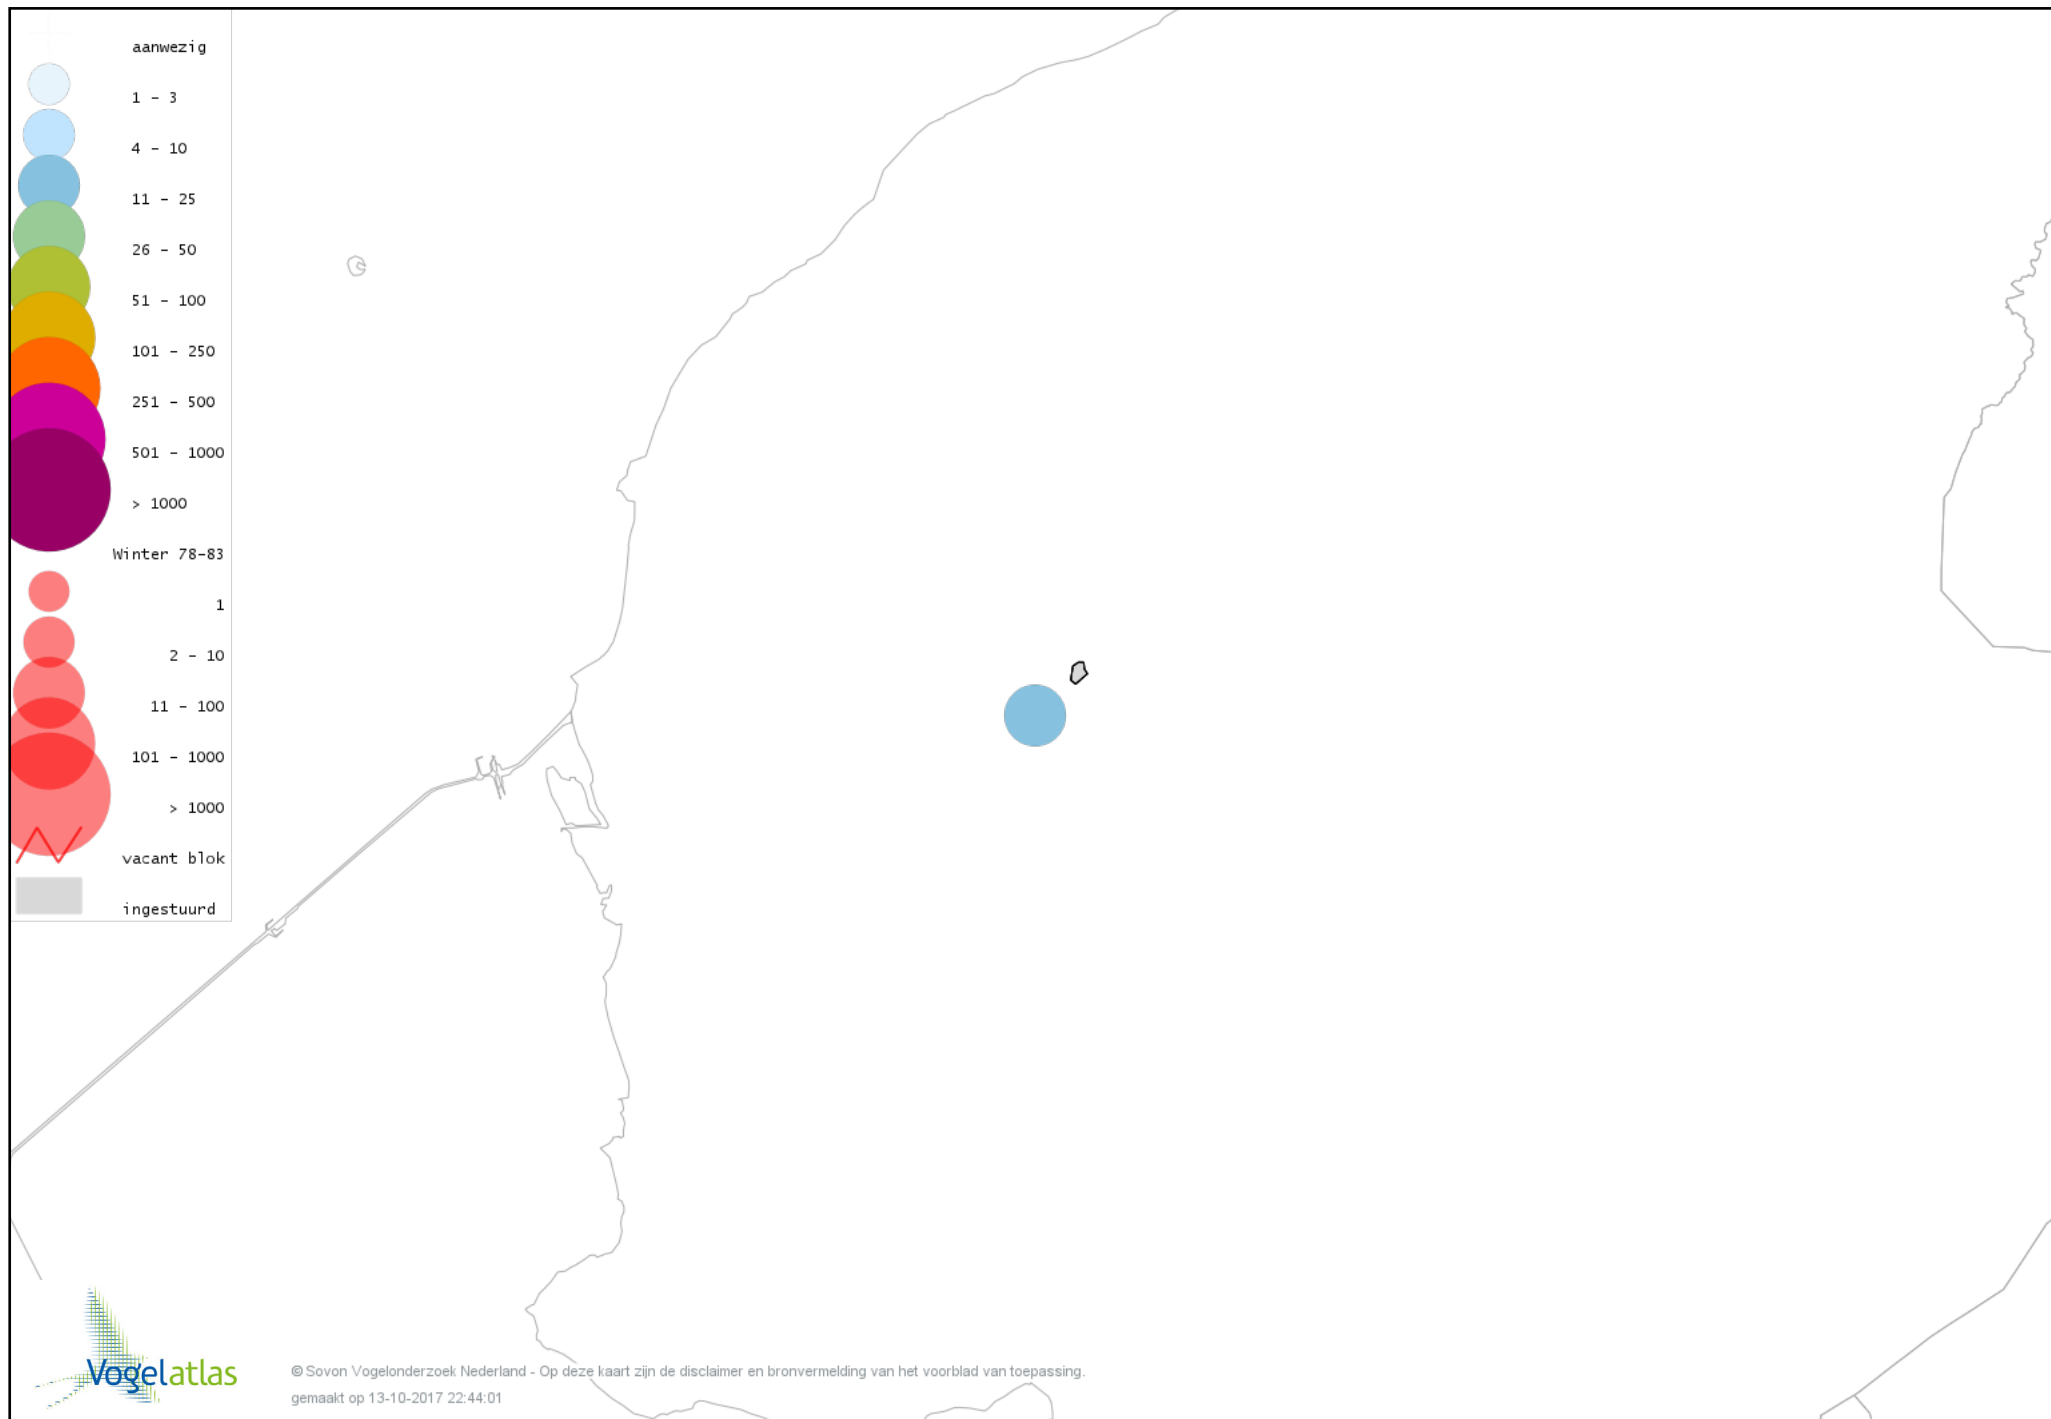 aanwezig
1 – 3
4 – 10
11 – 25
26 – 50
51 – 100
101 – 250
251 – 500
501 – 1000
> 1000
Winter 78-83
1
2 – 10
11 – 100
101 – 1000
> 1000
vacant blok
ingestuurd
Vogelatlas
© Sovon Vogelonderzoek Nederland - Op deze kaart zijn de disclaimer en bronvermelding van het voorblad van toepassing.
gemaakt op 13-10-2017 22:44:01